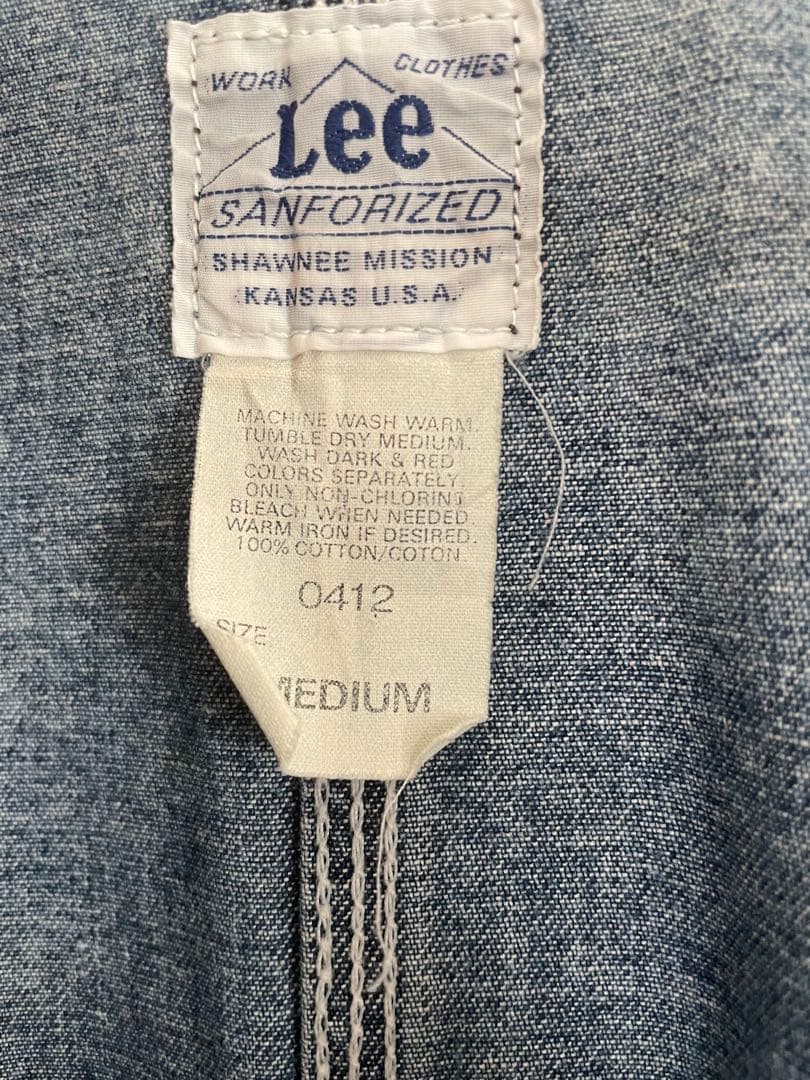 WORK CLOTHES
Lee
SANFORIZED
SHAWNEE MISSION
KANSAS U.S.A.
MACHINE WASH WARM.
TUMBLE DRY MEDIUM.
WASH DARK & RED
COLORS SEPARATELY.
ONLY NON-CHLORINE
BLEACH WHEN NEEDED.
WARM IRON IF DESIRED.
100% COTTON/COTON.
0412
SIZE
MEDIUM